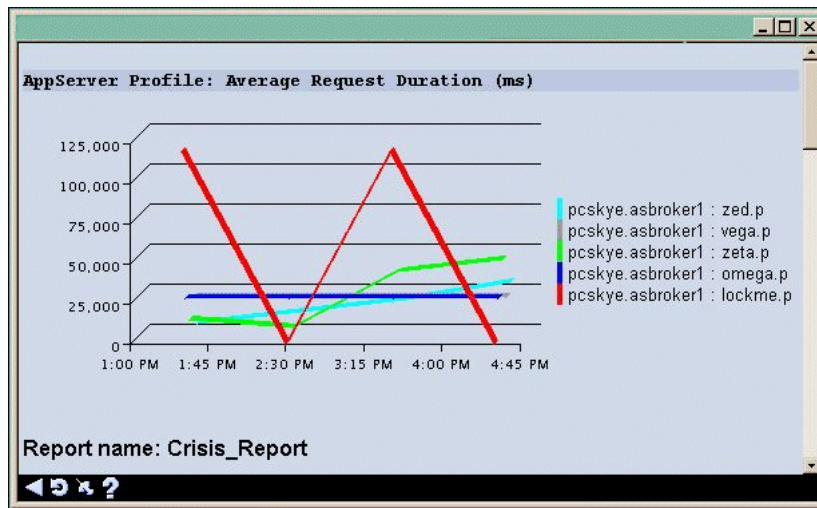 AppServer Profile: Average Request Duration (ms)
125,000
100,000
75,000
50,000
25,000
0
1:00 PM 1:45 PM 2:30 PM 3:15 PM 4:00 PM 4:45 PM
pcskye.asbroker1 : zed.p
pcskye.asbroker1 : vega.p
pcskye.asbroker1 : zeta.p
pcskye.asbroker1 : omega.p
pcskye.asbroker1 : lockme.p
Report name: Crisis_Report
?